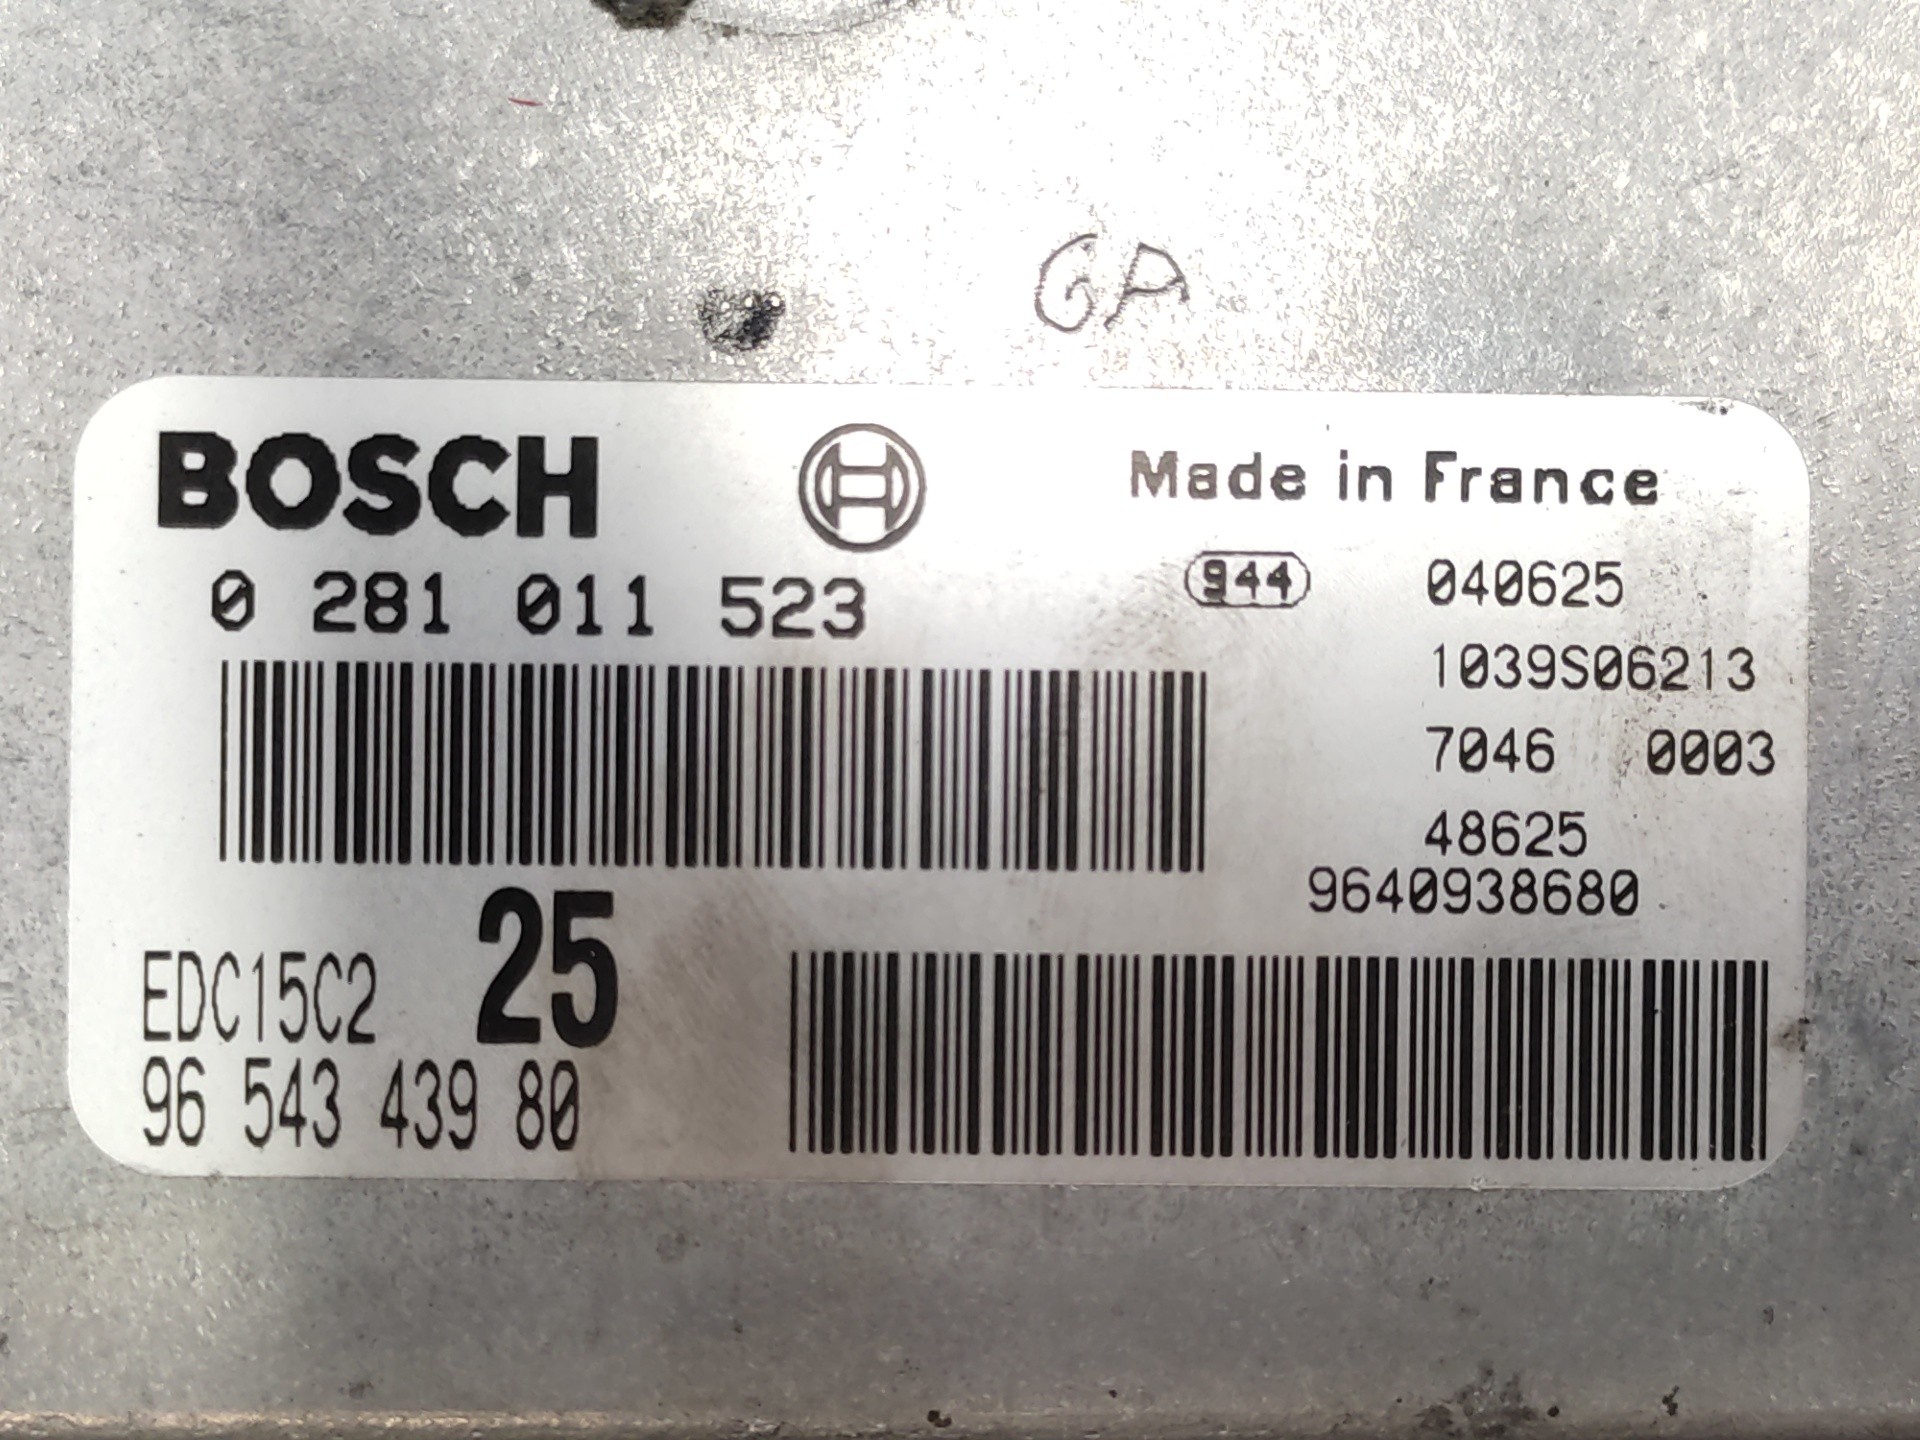 GA
BOSCH Made in France
0 281 011 523 944 040625
1039S06213
7046 0003
48625
9640938680
EDC15C2 25
96 543 439 80